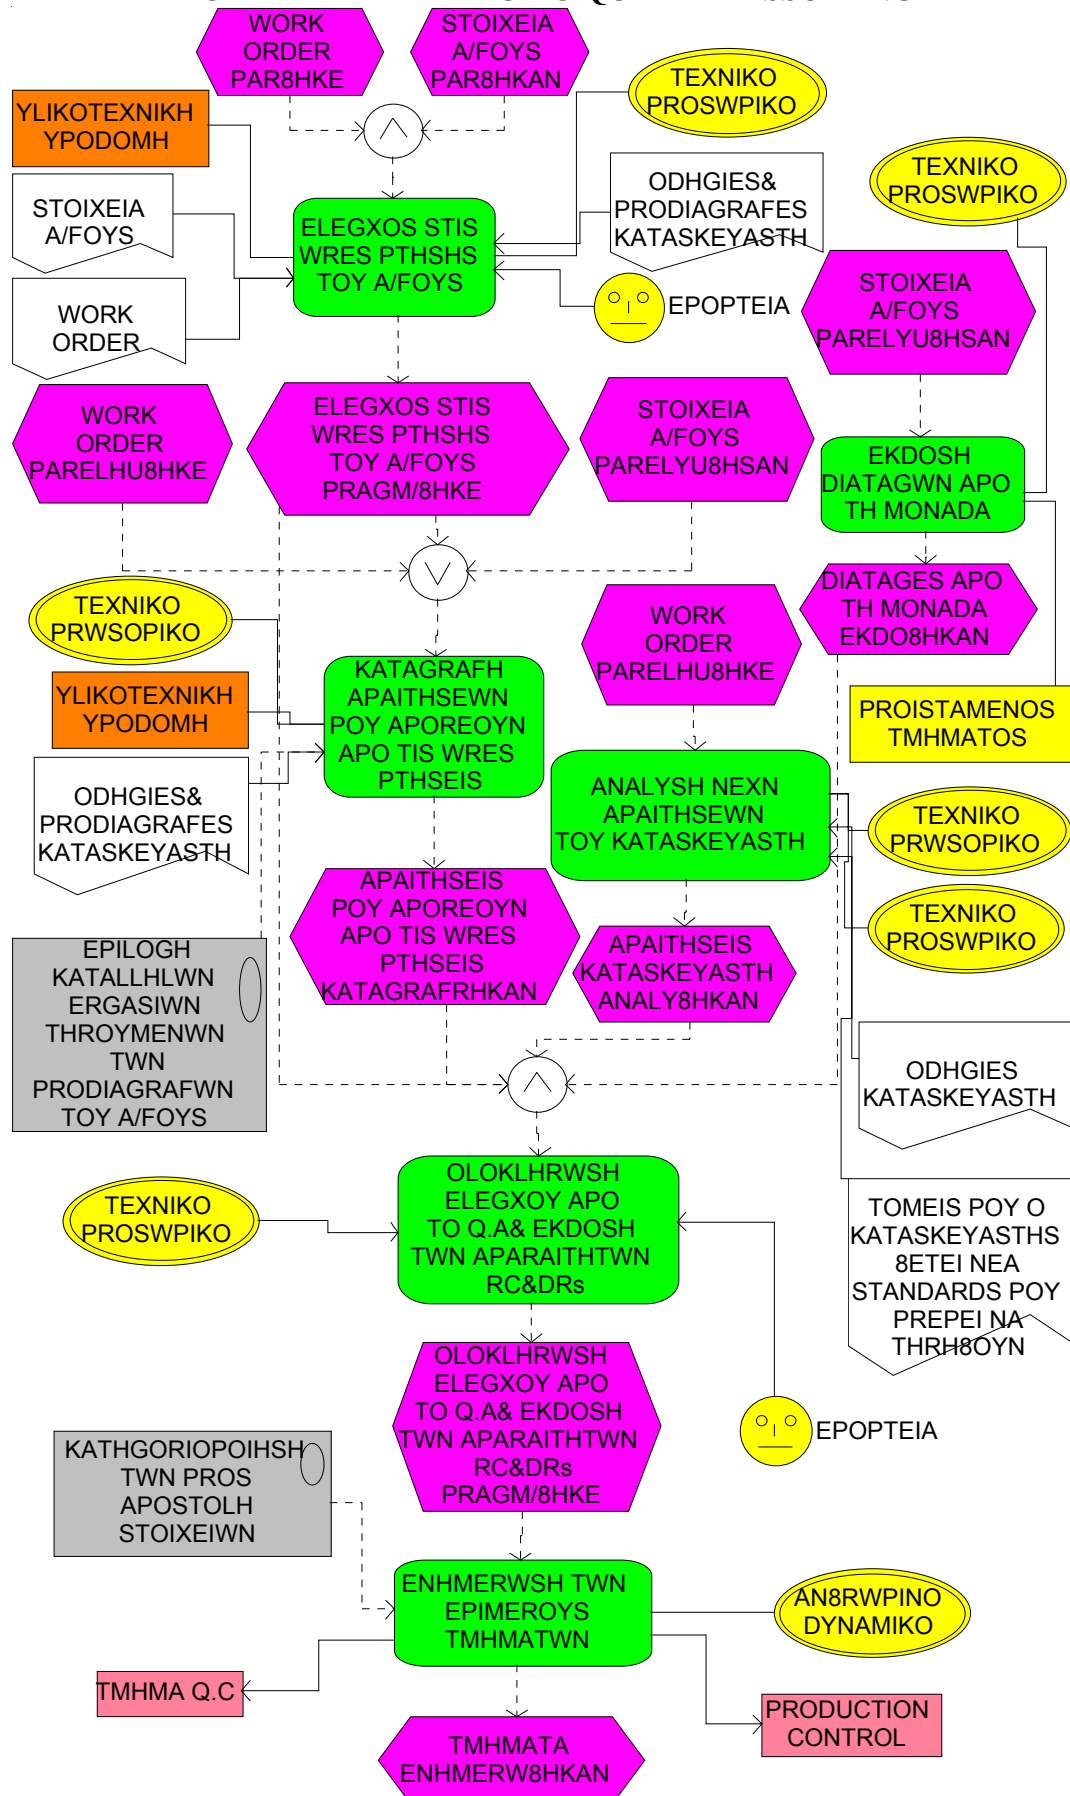 WORK
ORDER
PAR8HKE
STOIXEIA
A/FOYS
PAR8HKAN
TEXNIKO
PROSWPIKO
YLIKOTEXNIKH
YPODOMH
TEXNIKO
PROSWPIKO
ODHGIES&
PRODIAGRAFES
KATASKEYASTH
STOIXEIA
A/FOYS
ELEGXOS STIS
WRES PTHSHS
TOY A/FOYS
STOIXEIA
A/FOYS
PARELYU8HSAN
WORK
ORDER
EPOPTEIA
WORK
ORDER
PARELHU8HKE
ELEGXOS STIS
WRES PTHSHS
TOY A/FOYS
PRAGM/8HKE
STOIXEIA
A/FOYS
PARELYU8HSAN
EKDOSH
DIATAGWN APO
TH MONADA
DIATAGES APO
TH MONADA
EKDO8HKAN
TEXNIKO
PRWSOPIKO
WORK
ORDER
PARELHU8HKE
YLIKOTEXNIKH
YPODOMH
KATAGRAFH
APAITHSEWN
POY APOREOYN
APO TIS WRES
PTHSEIS
PROISTAMENOS
TMHMATOS
ODHGIES&
PRODIAGRAFES
KATASKEYASTH
ANALYSH NEXN
APAITHSEWN
TOY KATASKEYASTH
TEXNIKO
PRWSOPIKO
APAITHSEIS
POY APOREOYN
APO TIS WRES
PTHSEIS
KATAGRAFRHKAN
TEXNIKO
PROSWPIKO
EPILOGH
KATALLHLWN
ERGASIWN
THROYMENWN
TWN
PRODIAGRAFWN
TOY A/FOYS
APAITHSEIS
KATASKEYASTH
ANALY8HKAN
ODHGIES
KATASKEYASTH
TEXNIKO
PROSWPIKO
OLOKLHRWSH
ELEGXOY APO
TO Q.A& EKDOSH
TWN APARAITHTWN
RC&DRs
TOMEIS POY O
KATASKEYASTHS
8ETEI NEA
STANDARDS POY
PREPEI NA
THRH8OYN
OLOKLHRWSH
ELEGXOY APO
TO Q.A& EKDOSH
TWN APARAITHTWN
RC&DRs
PRAGM/8HKE
EPOPTEIA
KATHGORIOPOIHSH
TWN PROS
APOSTOLH
STOIXEIWN
ENHMERWSH TWN
EPIMEROYS
TMHMATWN
AN8RWPINO
DYNAMIKO
TMHMA Q.C
PRODUCTION
CONTROL
TMHMATA
ENHMERW8HKAN